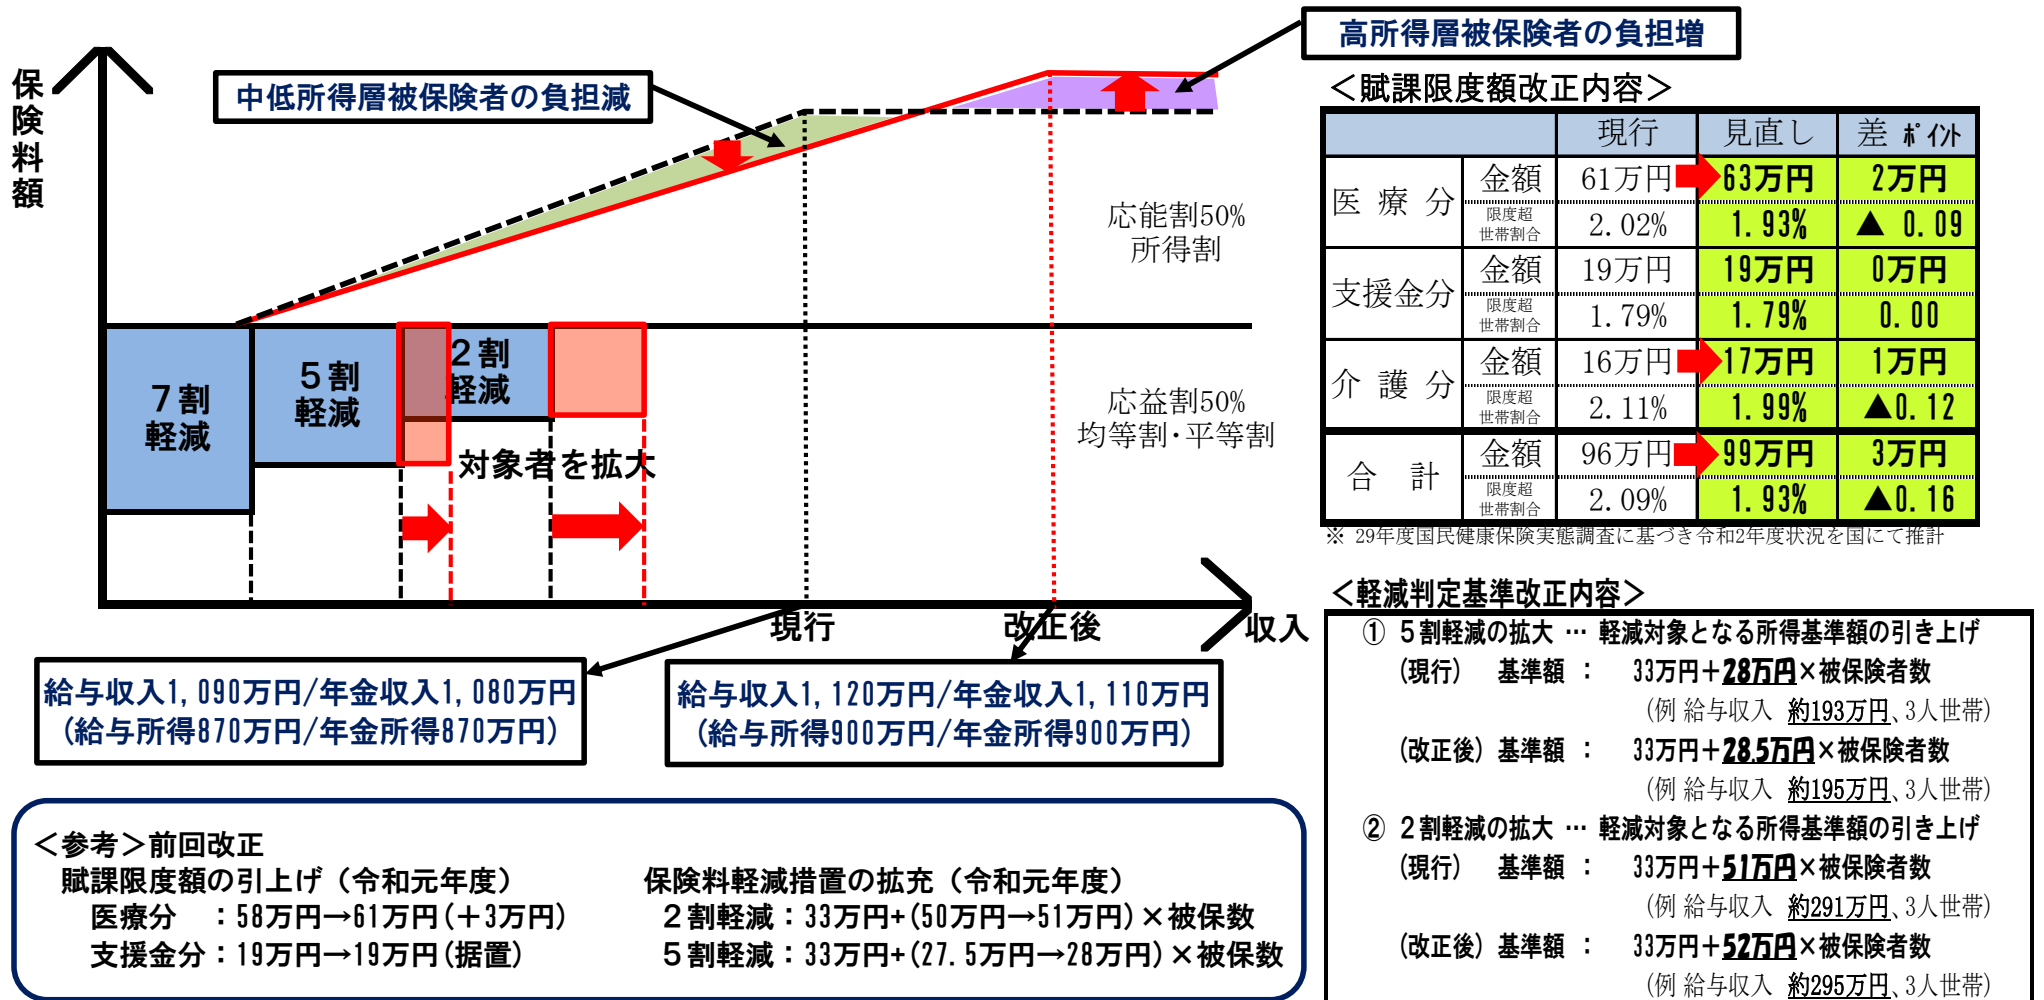 高所得層被保険者の負担増
保険料額
中低所得層被保険者の負担減
応能割50%
所得割
7割
軽減
5割
軽減
2割
軽減
対象者を拡大
応益割50%
均等割・平等割
現行
改正後
収入
給与収入1,090万円/年金収入1,080万円
(給与所得870万円/年金所得870万円)
給与収入1,120万円/年金収入1,110万円
(給与所得900万円/年金所得900万円)
＜賦課限度額改正内容＞
現行 見直し 差 ポイント
医療分 金額 61万円 63万円 2万円
限度超世帯割合 2.02% 1.93% ▲ 0.09
支援金分 金額 19万円 19万円 0万円
限度超世帯割合 1.79% 1.79% 0.00
介護分 金額 16万円 17万円 1万円
限度超世帯割合 2.11% 1.99% ▲0.12
合計 金額 96万円 99万円 3万円
限度超世帯割合 2.09% 1.93% ▲0.16
※ 29年度国民健康保険実態調査に基づき令和2年度状況を国にて推計
＜軽減判定基準改正内容＞
① 5割軽減の拡大 … 軽減対象となる所得基準額の引き上げ
(現行) 基準額 ： 33万円+28万円×被保険者数
(例 給与収入 約193万円、3人世帯)
(改正後) 基準額 ： 33万円+28.5万円×被保険者数
(例 給与収入 約195万円、3人世帯)
② 2割軽減の拡大 … 軽減対象となる所得基準額の引き上げ
(現行) 基準額 ： 33万円+51万円×被保険者数
(例 給与収入 約291万円、3人世帯)
(改正後) 基準額 ： 33万円+52万円×被保険者数
(例 給与収入 約295万円、3人世帯)
＜参考＞前回改正
賦課限度額の引上げ（令和元年度）
医療分 ：58万円→61万円(＋3万円)
支援金分：19万円→19万円(据置)
保険料軽減措置の拡充（令和元年度）
2割軽減：33万円+(50万円→51万円)×被保数
5割軽減：33万円+(27.5万円→28万円)×被保数